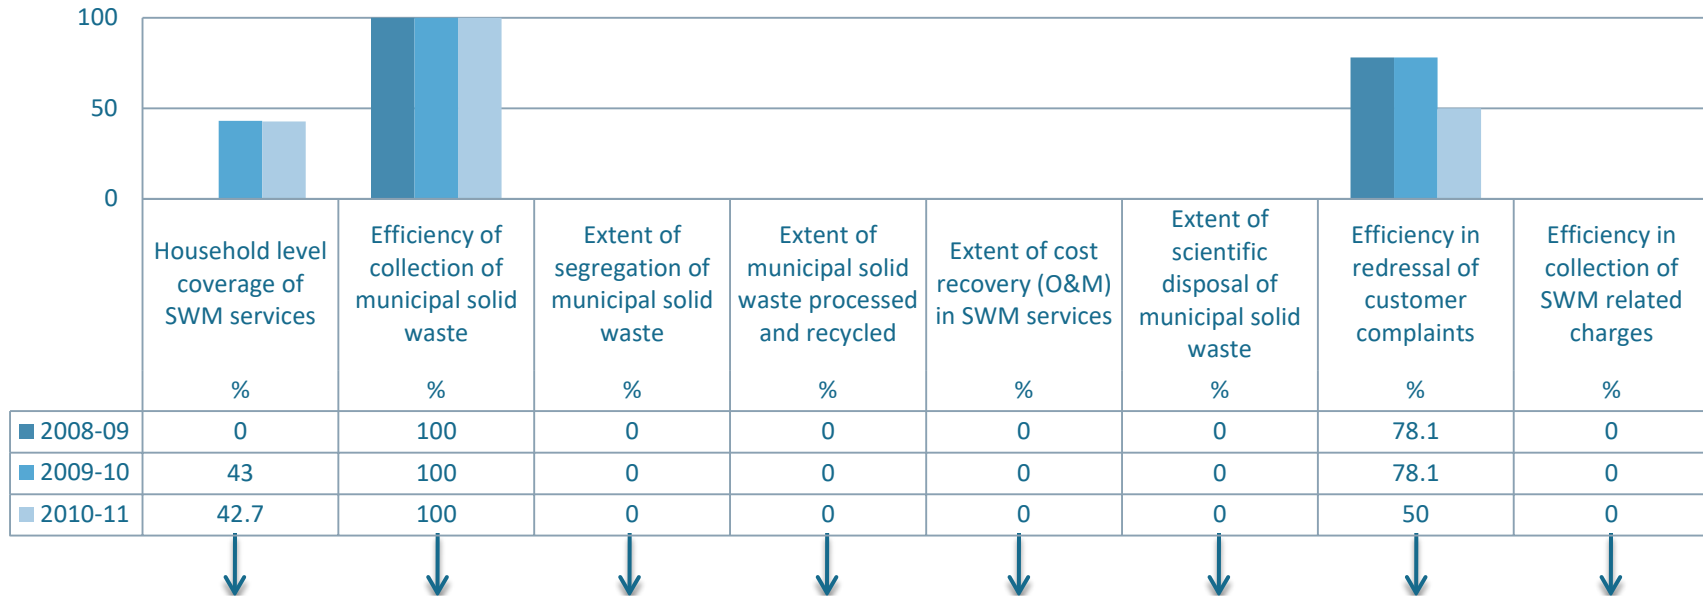 100
50
0
Household level
coverage of
SWM services
%
Efficiency of
collection of
municipal solid
waste
%
Extent of
segregation of
municipal solid
waste
%
Extent of
municipal solid
waste processed
and recycled
%
Extent of cost
recovery (O&M)
in SWM services
%
Extent of
scientific
disposal of
municipal solid
waste
%
Efficiency in
redressal of
customer
complaints
%
Efficiency in
collection of
SWM related
charges
%
2008-09 0 100 0 0 0 0 78.1 0
2009-10 43 100 0 0 0 0 78.1 0
2010-11 42.7 100 0 0 0 0 50 0